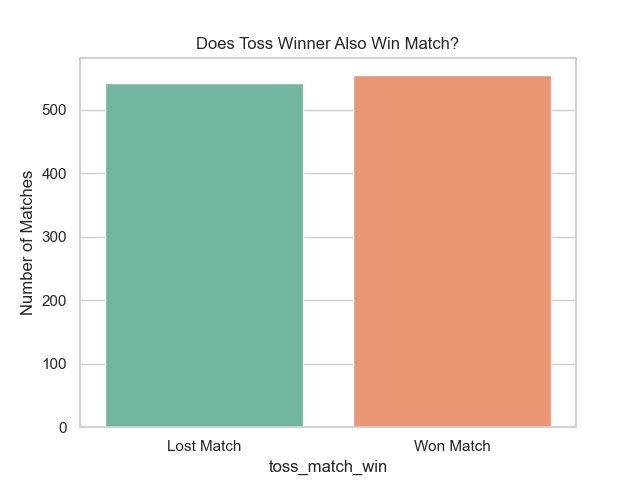 Does Toss Winner Also Win Match?
Number of Matches
500
400
300
200
100
0
Lost Match
Won Match
toss_match_win